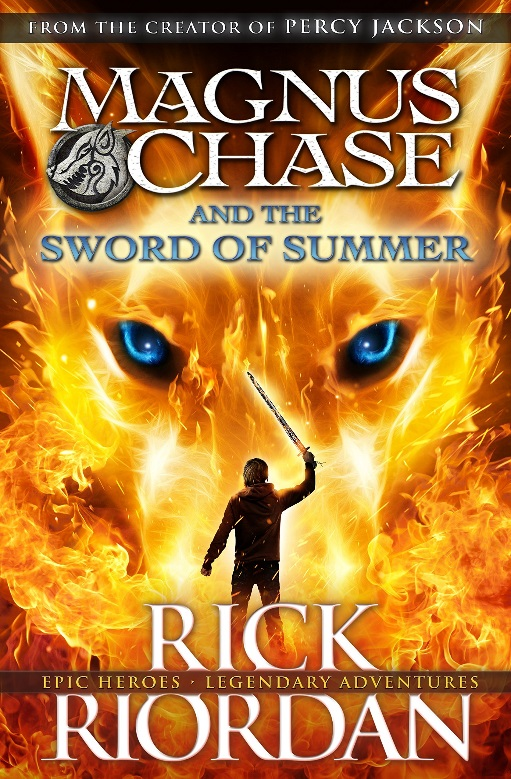 FROM THE CREATOR OF PERCY JACKSON
MAGNUS
CHASE
AND THE
SWORD OF SUMMER
RICK
EPIC HEROES · LEGENDARY ADVENTURES
RIORDAN